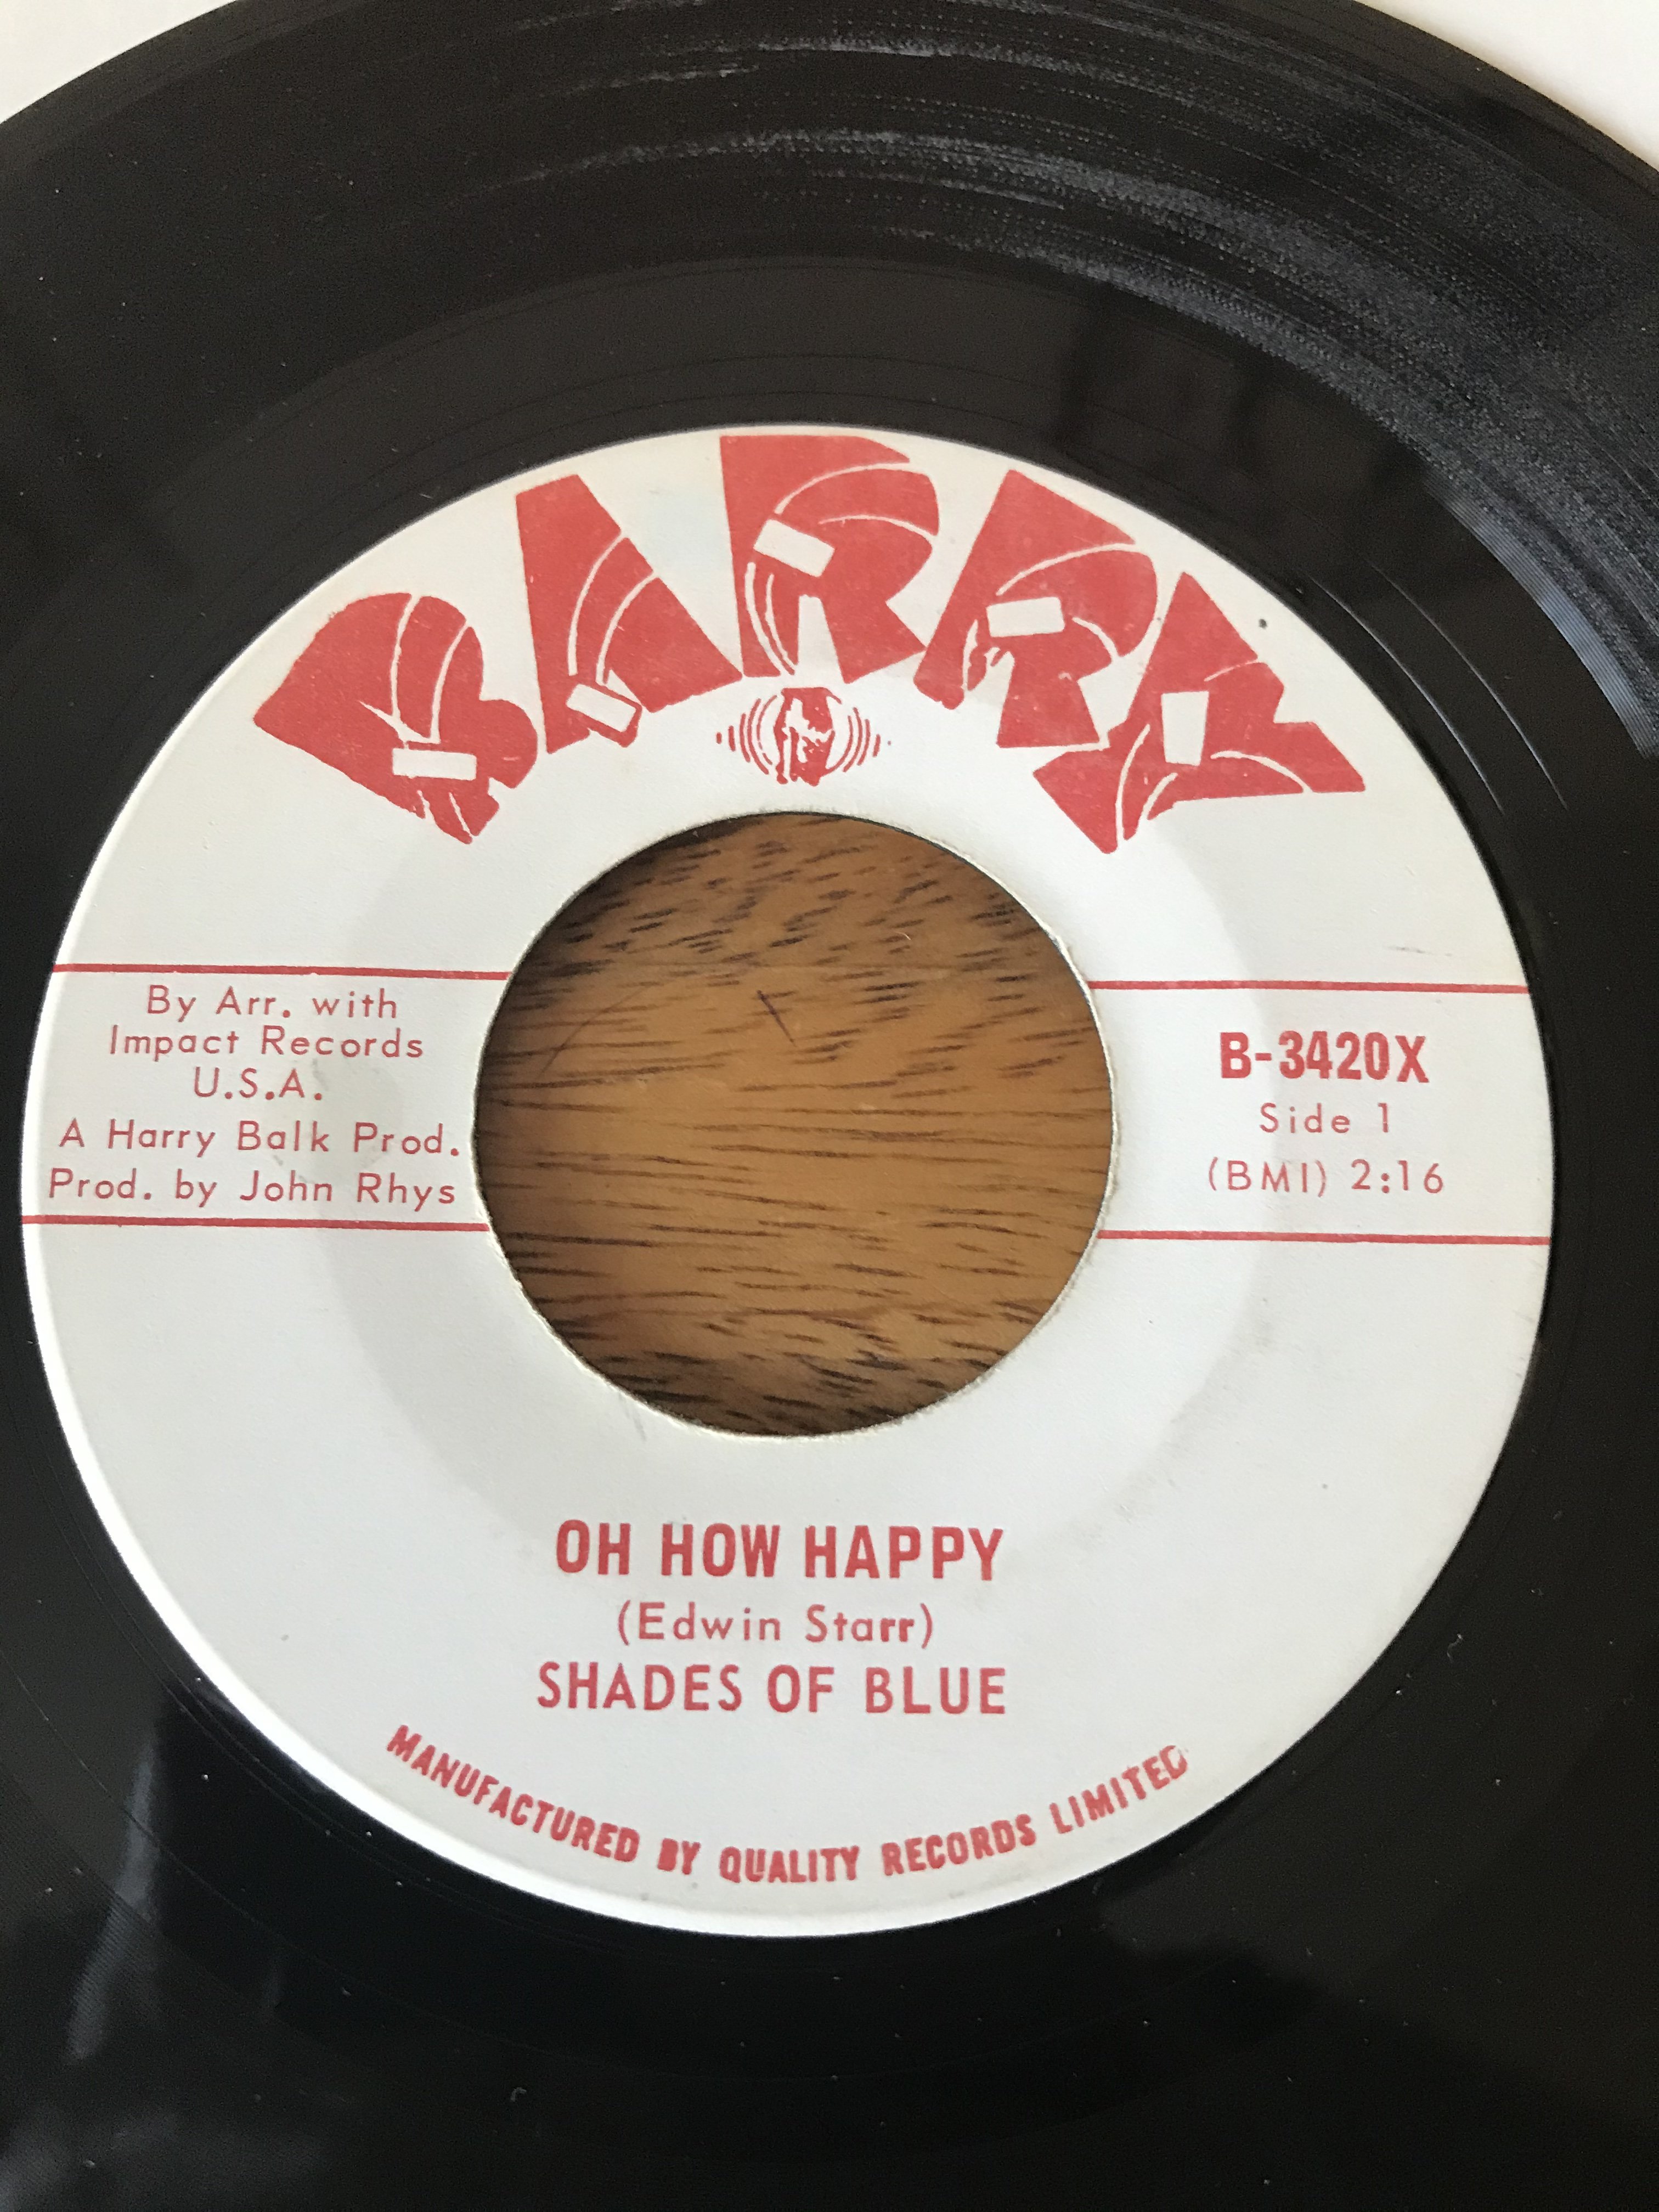 BARRY
By Arr. with
Impact Records
U.S.A.
A Harry Balk Prod.
Prod. by John Rhys
B-3420X
Side 1
(BMI) 2:16
OH HOW HAPPY
(Edwin Starr)
SHADES OF BLUE
MANUFACTURED BY QUALITY RECORDS LIMITED